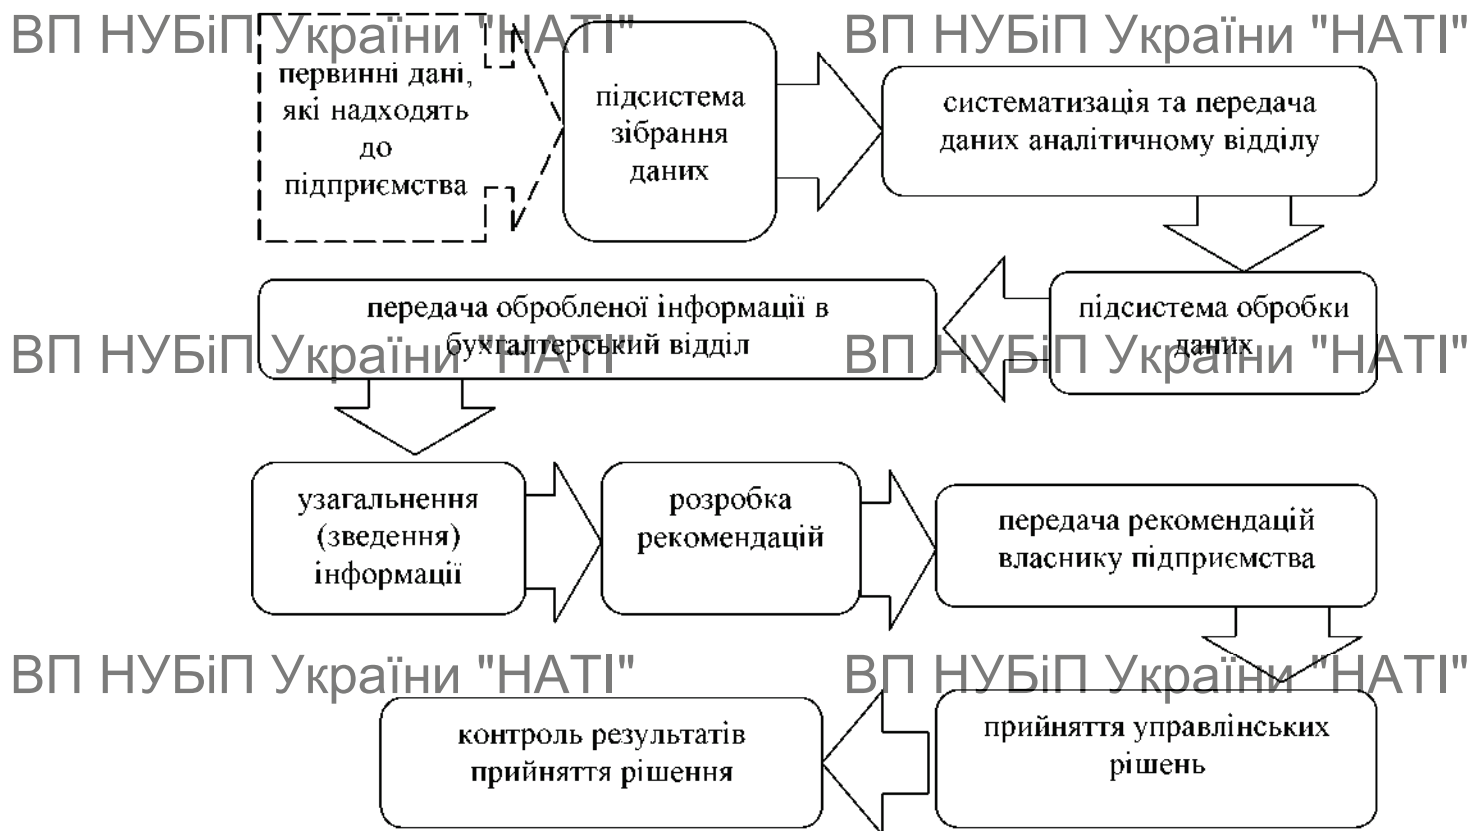 ВП НУБіП України "НАТІ"
ВП НУБіП України "НАТІ"
первинні дані,
які надходять
до
підприємства
підсистема
зібрання
даних
систематизація та передача
даних аналітичному відділу
підсистема обробки
даних
передача обробленої інформації в
бухгалтерський відділ
ВП НУБіП України "НАТІ"
ВП НУБіП України "НАТІ"
узагальнення
(зведення)
інформації
розробка
рекомендацій
передача рекомендацій
власнику підприємства
ВП НУБіП України "НАТІ"
ВП НУБіП України "НАТІ"
прийняття управлінських
рішень
контроль результатів
прийняття рішення